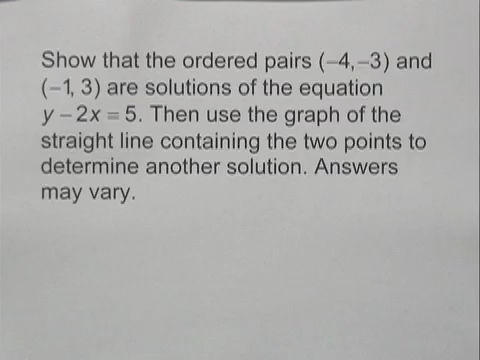 Show that the ordered pairs (−4,−3) and
(−1, 3) are solutions of the equation
y − 2x = 5. Then use the graph of the
straight line containing the two points to
determine another solution. Answers
may vary.